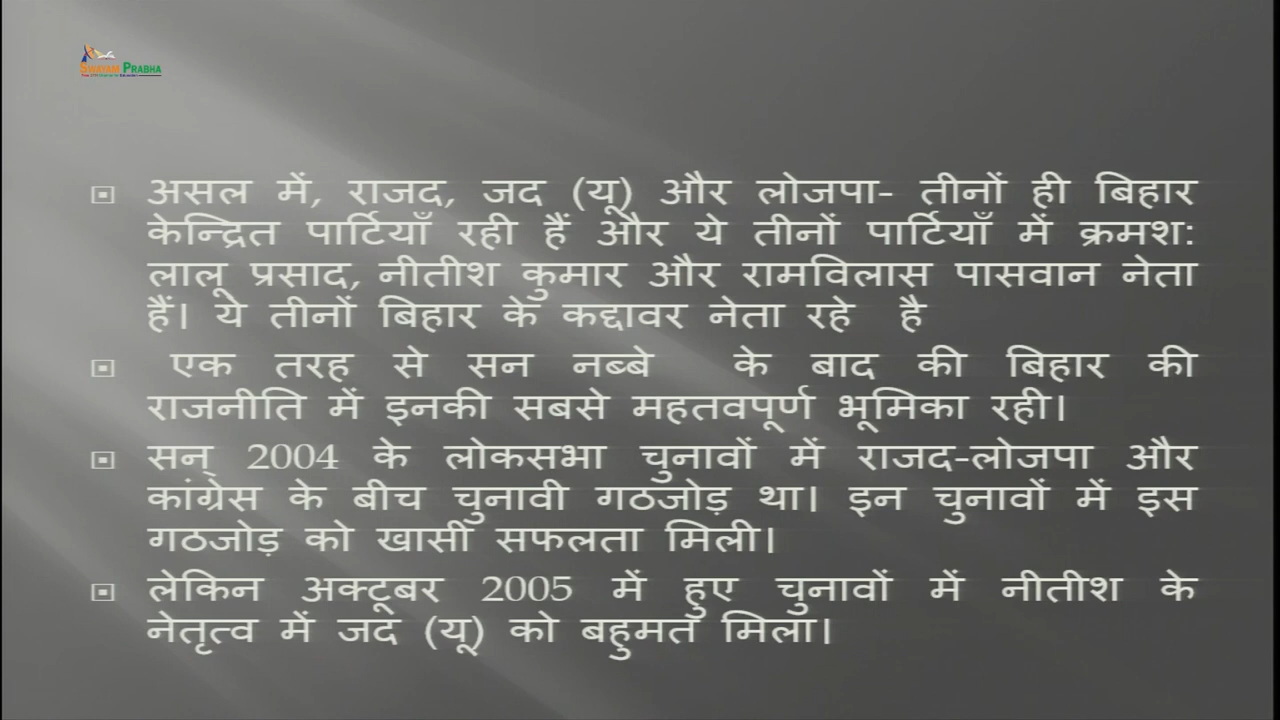 SWAYAM PRABHA
असल में, राजद, जद (यू) और लोजपा- तीनों ही बिहार
केन्द्रित पार्टियाँ रही हैं और ये तीनों पार्टियाँ में क्रमश:
लालू प्रसाद, नीतीश कुमार और रामविलास पासवान नेता
हैं। ये तीनों बिहार के कद्दावर नेता रहे है
एक तरह से सन नब्बे के बाद की बिहार की
राजनीति में इनकी सबसे महतवपूर्ण भूमिका रही।
सन् 2004 के लोकसभा चुनावों में राजद-लोजपा और
कांग्रेस के बीच चुनावी गठजोड़ था। इन चुनावों में इस
गठजोड़ को खासी सफलता मिली।
लेकिन अक्टूबर 2005 में हुए चुनावों में नीतीश के
नेतृत्व में जद (यू) को बहुमत मिला।